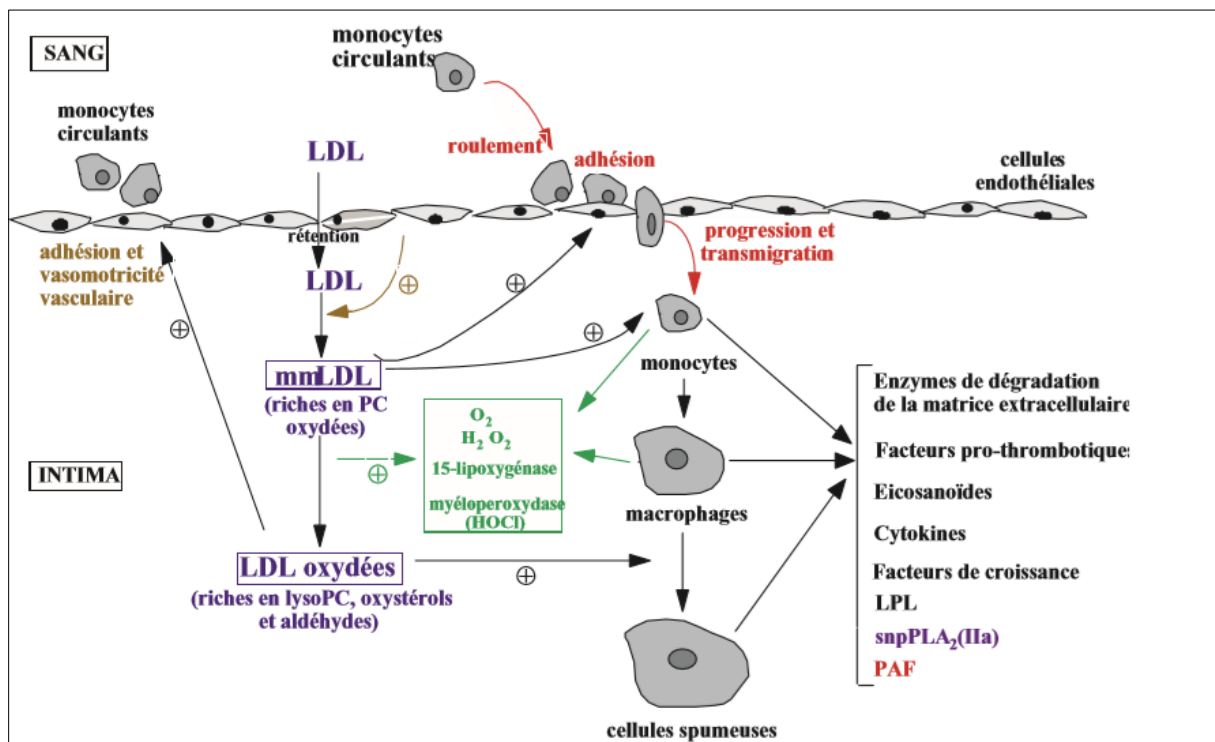 SANG
monocytes
circulants
monocytes
circulants
LDL
roulement
adhésion
cellules
endothéliales
rétention
adhésion et
vasomotricité
vasculaire
LDL
⊕
progression et
transmigration
⊕
⊕
⊕
mmLDL
(riches en PC
oxydées)
monocytes
O2
H2 O2
15-lipoxygénase
myéloperoxydase
(HOCl)
⊕
INTIMA
macrophages
LDL oxydées
(riches en lysoPC, oxystérols
et aldéhydes)
⊕
cellules spumeuses
Enzymes de dégradation
de la matrice extracellulaire
Facteurs pro-thrombotiques
Eicosanoïdes
Cytokines
Facteurs de croissance
LPL
snpPLA2(IIa)
PAF